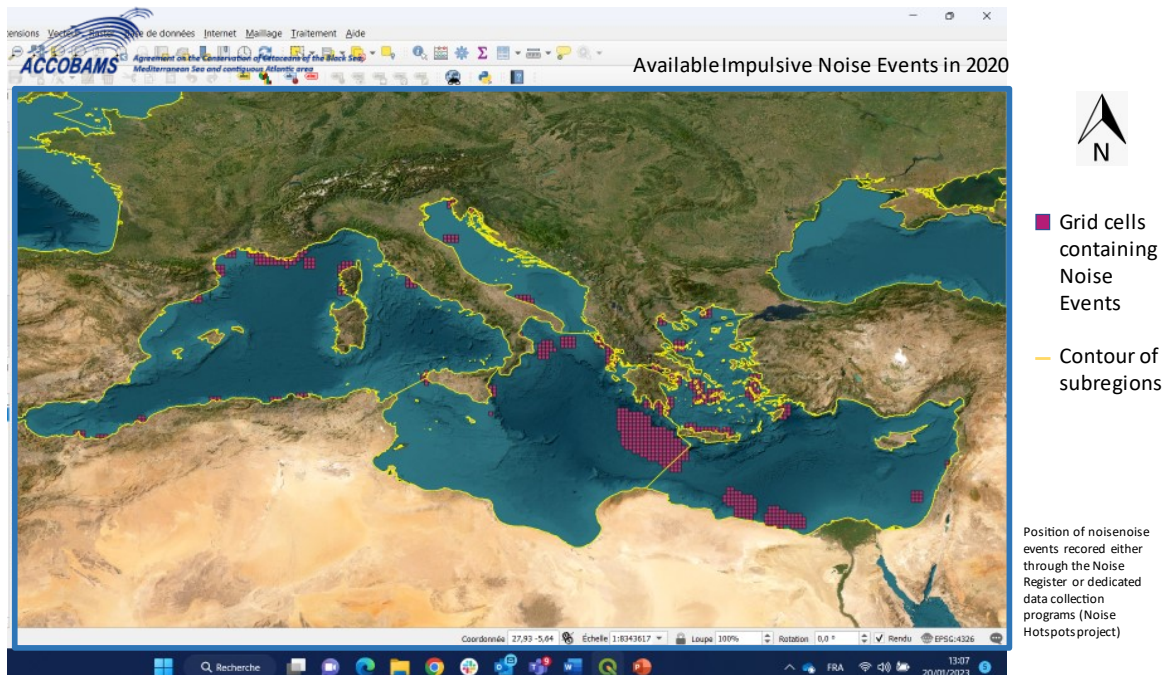 ensions Vecteur Raster Base de données Internet Maillage Traitement Aide
ACCOBAMS
Agreement on the Conservation of Cetaceans of the Black Sea,
Mediterranean Sea and contiguous Atlantic area
Available Impulsive Noise Events in 2020
N
Grid cells
containing
Noise
Events
Contour of
subregions
Position of noisenoise
events recored either
through the Noise
Register or dedicated
data collection
programs (Noise
Hotspots project)
Coordonnée 27,93 -5,64 Échelle 1:8343617 Loupe 100% Rotation 0,0 ° Rendu EPSG:4326
Recherche FRA 13:07
20/01/2023 5